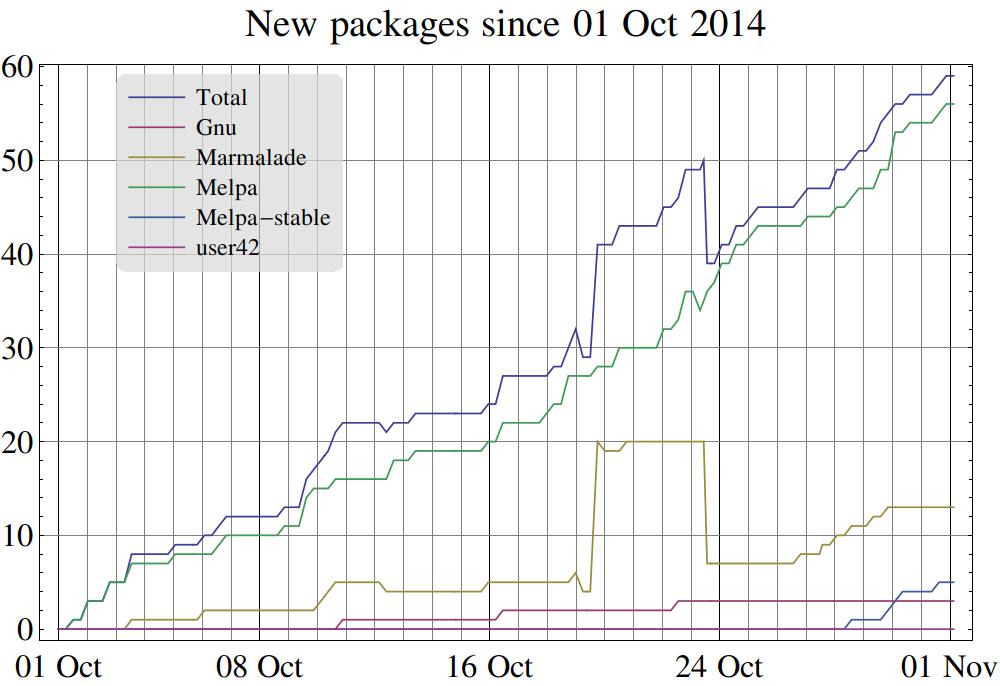 New packages since 01 Oct 2014
60
50
40
30
20
10
0
Total
Gnu
Marmalade
Melpa
Melpa−stable
user42
01 Oct 08 Oct 16 Oct 24 Oct 01 Nov